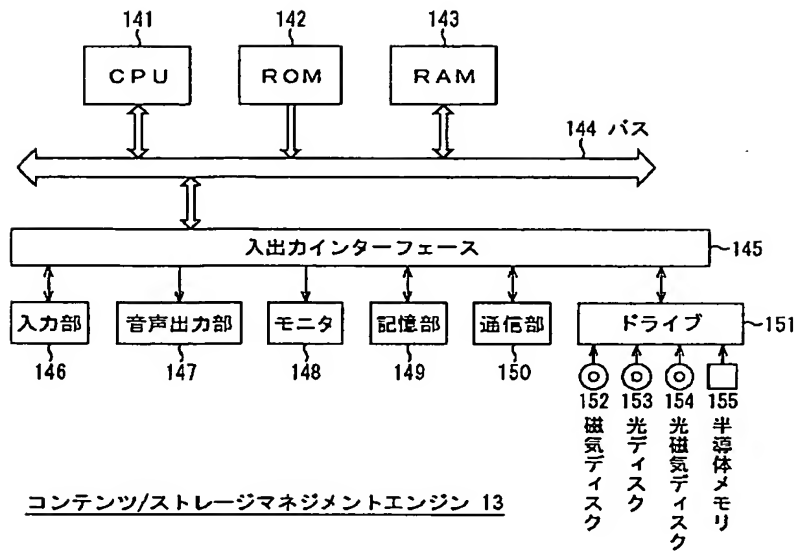 141
142
143
CPU
ROM
RAM
144 バス
入出力インターフェース
145
入力部
音声出力部
モニタ
記憶部
通信部
ドライブ
151
146
147
148
149
150
152
153
154
155
磁気ディスク
光ディスク
光磁気ディスク
半導体メモリ
コンテンツ/ストレージマネジメントエンジン 13